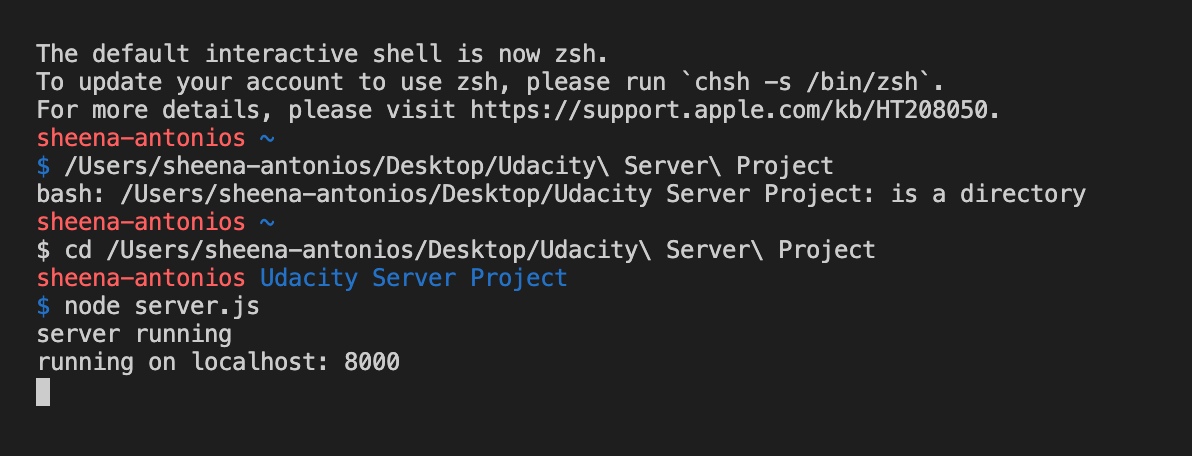 The default interactive shell is now zsh.
To update your account to use zsh, please run `chsh -s /bin/zsh`.
For more details, please visit https://support.apple.com/kb/HT208050.
sheena-antonios ~
$ /Users/sheena-antonios/Desktop/Udacity\ Server\ Project
bash: /Users/sheena-antonios/Desktop/Udacity Server Project: is a directory
sheena-antonios ~
$ cd /Users/sheena-antonios/Desktop/Udacity\ Server\ Project
sheena-antonios Udacity Server Project
$ node server.js
server running
running on localhost: 8000